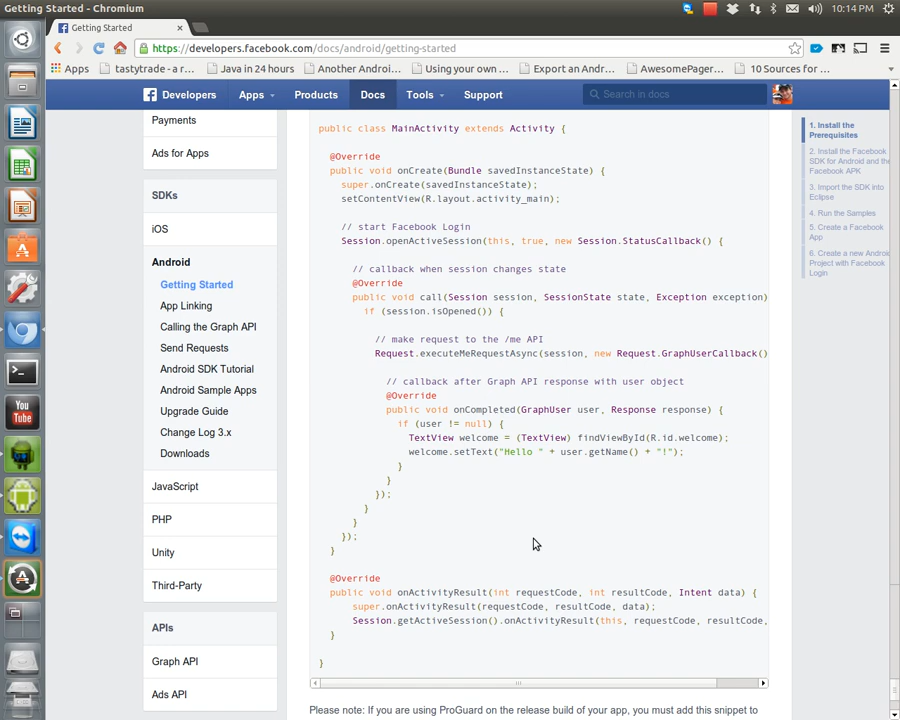 Getting Started - Chromium
10:14 PM
Getting Started
https://developers.facebook.com/docs/android/getting-started
Apps
tastytrade - a r...
Java in 24 hours
Another Androi...
Using your own ...
Export an Andr...
AwesomePager...
10 Sources for ...
Developers
Apps
Products
Docs
Tools
Support
Search in docs
Payments
Ads for Apps
SDKs
iOS
Android
Getting Started
App Linking
Calling the Graph API
Send Requests
Android SDK Tutorial
Android Sample Apps
Upgrade Guide
Change Log 3.x
Downloads
JavaScript
PHP
Unity
Third-Party
APIs
Graph API
Ads API
public class MainActivity extends Activity {
@Override
public void onCreate(Bundle savedInstanceState) {
super.onCreate(savedInstanceState);
setContentView(R.layout.activity_main);
// start Facebook Login
Session.openActiveSession(this, true, new Session.StatusCallback() {
// callback when session changes state
@Override
public void call(Session session, SessionState state, Exception exception)
if (session.isOpened()) {
// make request to the /me API
Request.executeMeRequestAsync(session, new Request.GraphUserCallback()
// callback after Graph API response with user object
@Override
public void onCompleted(GraphUser user, Response response) {
if (user != null) {
TextView welcome = (TextView) findViewById(R.id.welcome);
welcome.setText("Hello " + user.getName() + "!");
}
}
});
}
}
});
}
@Override
public void onActivityResult(int requestCode, int resultCode, Intent data) {
super.onActivityResult(requestCode, resultCode, data);
Session.getActiveSession().onActivityResult(this, requestCode, resultCode,
}
}
Please note: If you are using ProGuard on the release build of your app, you must add this snippet to
1. Install the
Prerequisites
2. Install the Facebook
SDK for Android and the
Facebook APK
3. Import the SDK into
Eclipse
4. Run the Samples
5. Create a Facebook
App
6. Create a new Android
Project with Facebook
Login
You
Tube